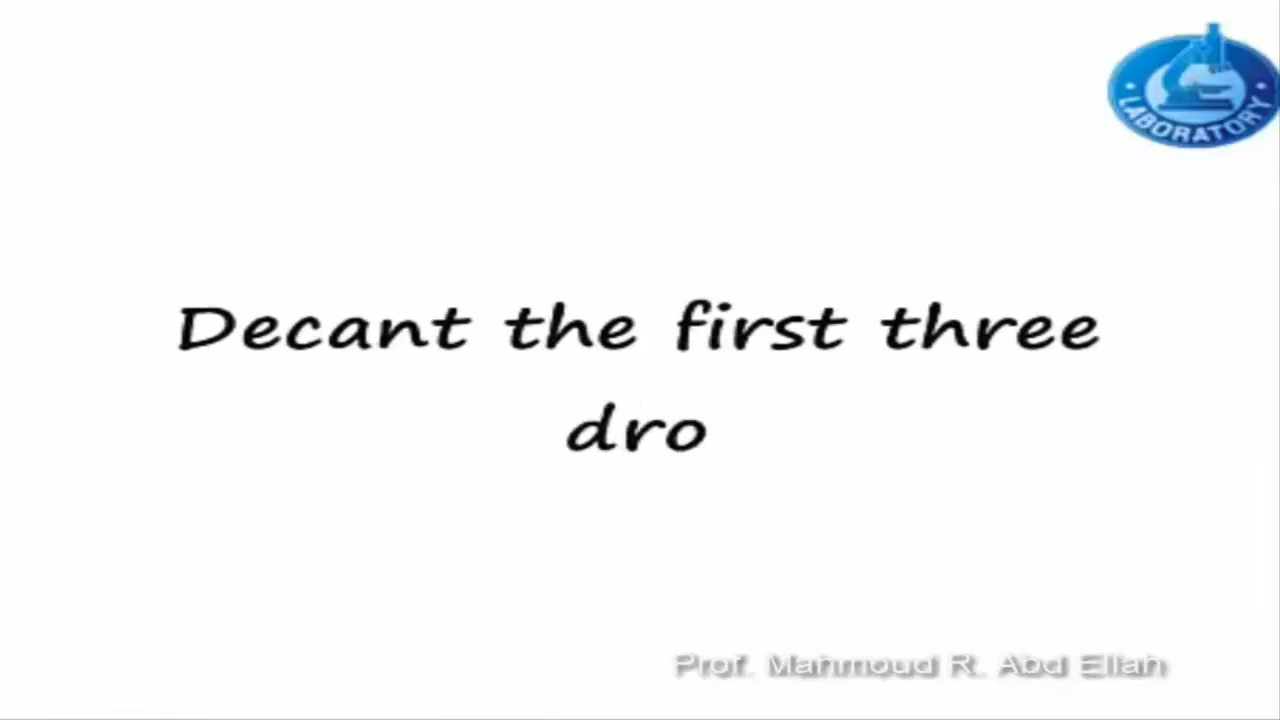 LABORATORY
Decant the first three
dro
Prof. Mahmoud R. Abd Ellah